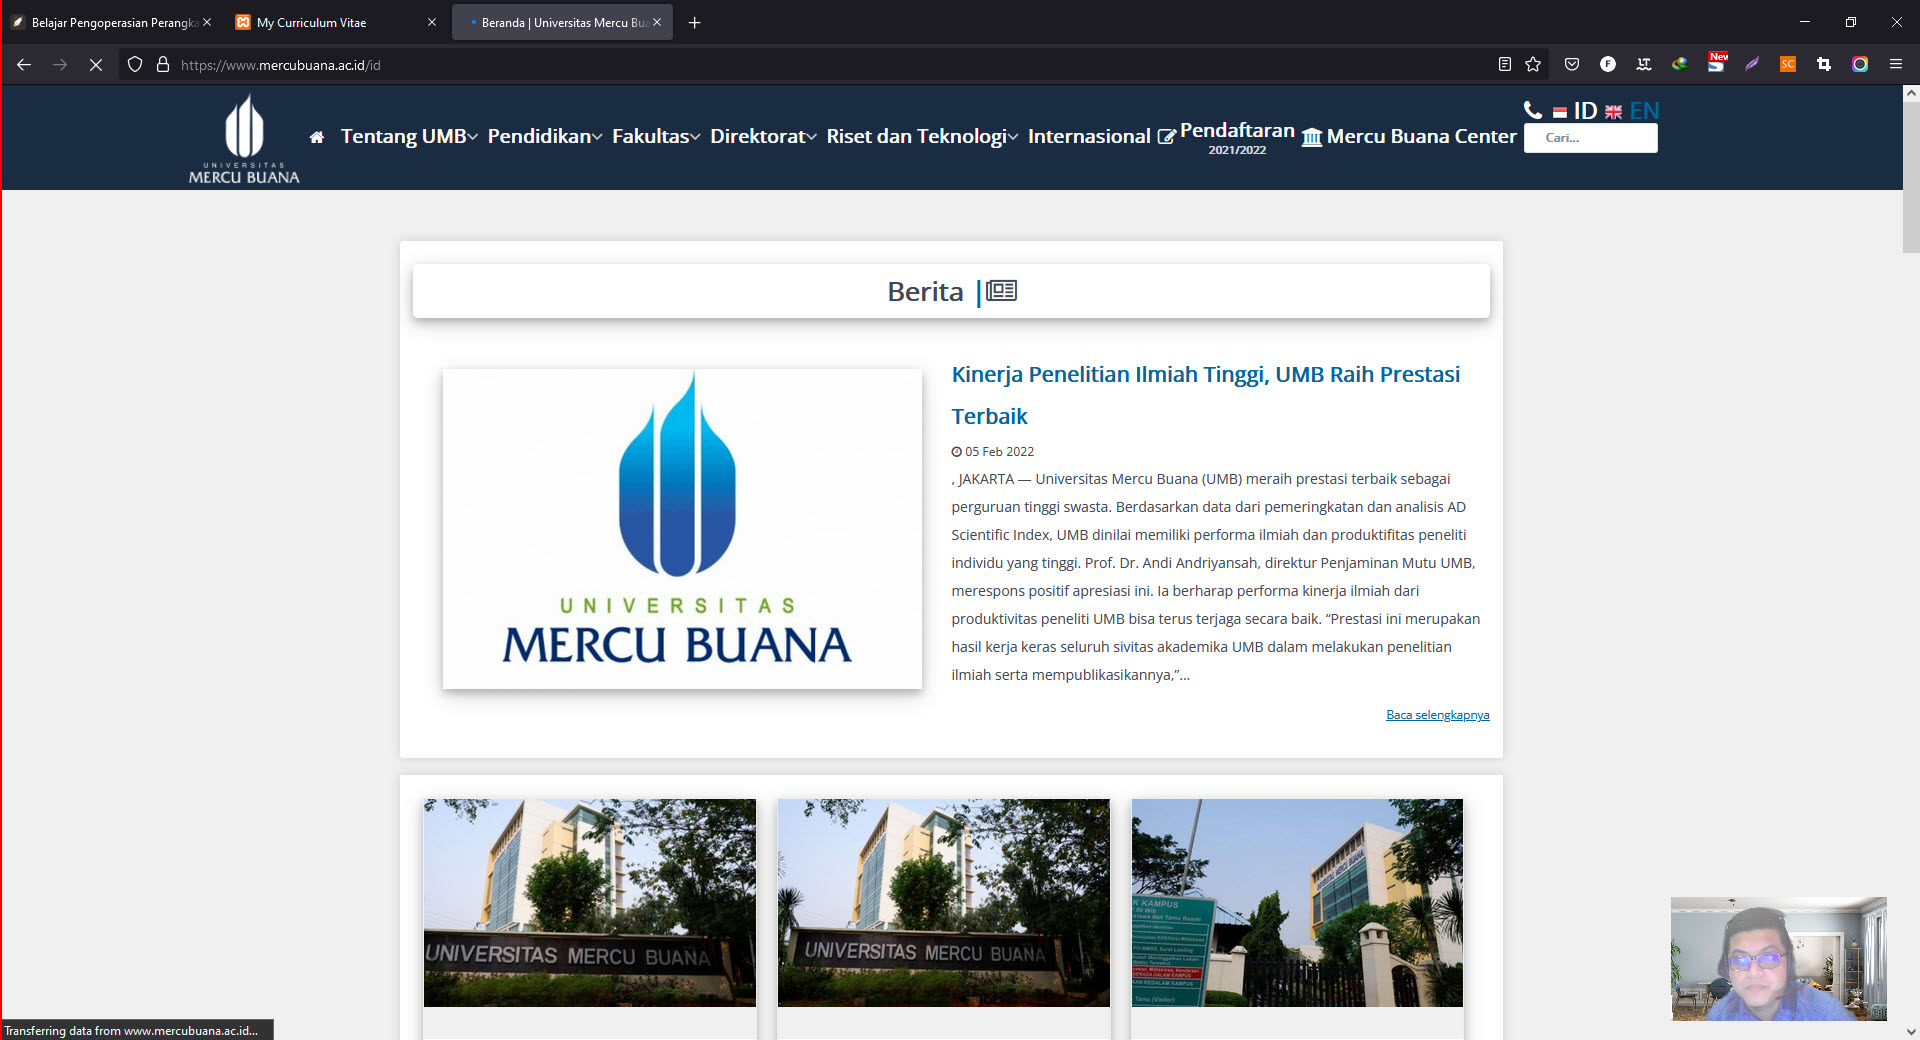 Belajar Pengoperasian Perangka
My Curriculum Vitae
Beranda | Universitas Mercu Bua
https://www.mercubuana.ac.id/id
New
SC
UNIVERSITAS
MERCU BUANA
Tentang UMB
Pendidikan
Fakultas
Direktorat
Riset dan Teknologi
Internasional
Pendaftaran
2021/2022
Mercu Buana Center
ID EN
Cari...
Berita |
UNIVERSITAS
MERCU BUANA
Kinerja Penelitian Ilmiah Tinggi, UMB Raih Prestasi
Terbaik
05 Feb 2022
, JAKARTA — Universitas Mercu Buana (UMB) meraih prestasi terbaik sebagai
perguruan tinggi swasta. Berdasarkan data dari pemeringkatan dan analisis AD
Scientific Index, UMB dinilai memiliki performa ilmiah dan produktifitas peneliti
individu yang tinggi. Prof. Dr. Andi Andriyansah, direktur Penjaminan Mutu UMB,
merespons positif apresiasi ini. Ia berharap performa kinerja ilmiah dari
produktivitas peneliti UMB bisa terus terjaga secara baik. “Prestasi ini merupakan
hasil kerja keras seluruh sivitas akademika UMB dalam melakukan penelitian
ilmiah serta mempublikasikannya,”...
Baca selengkapnya
UNIVERSITAS MERCU BUANA
UNIVERSITAS MERCU BUANA
K KAMPUS
Tamu (Visitor)
Transferring data from www.mercubuana.ac.id...